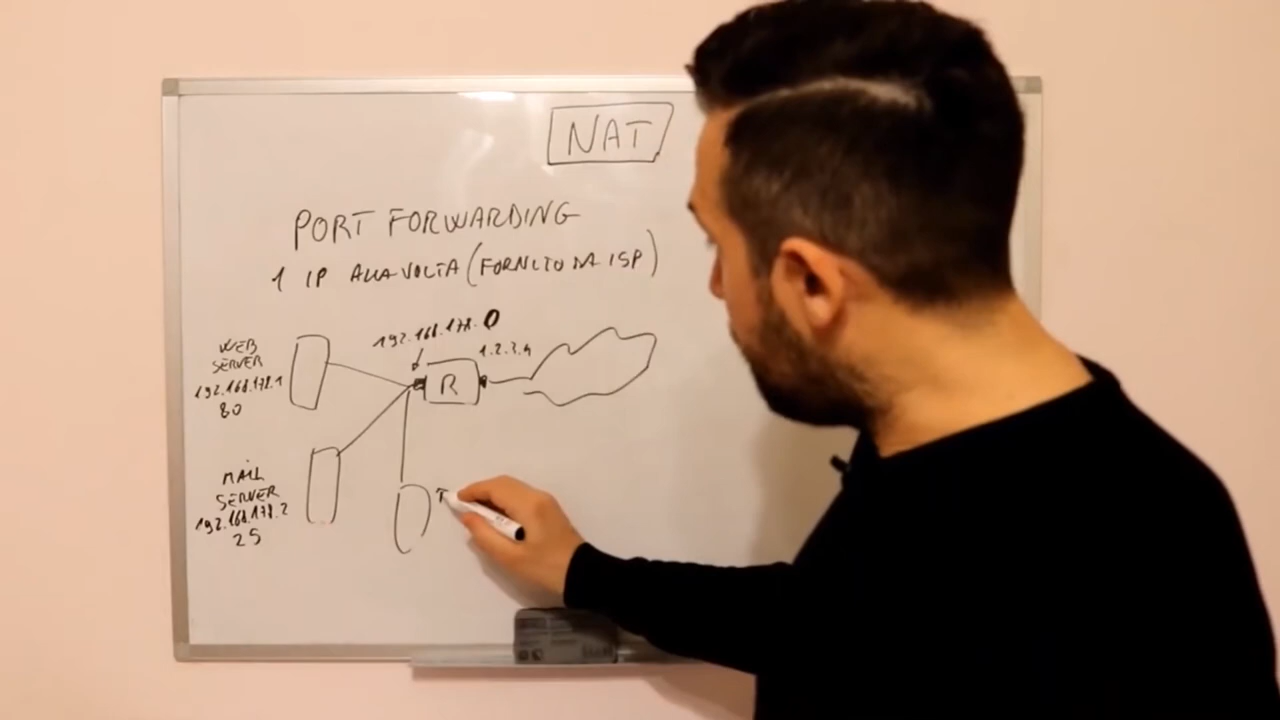 NAT
PORT FORWARDING
1 IP ALLA VOLTA (FORNITO DA ISP)
192.168.178.0
1.2.3.4
R
WEB
SERVER
192.168.178.1
80
MAIL
SERVER
192.168.178.2
25